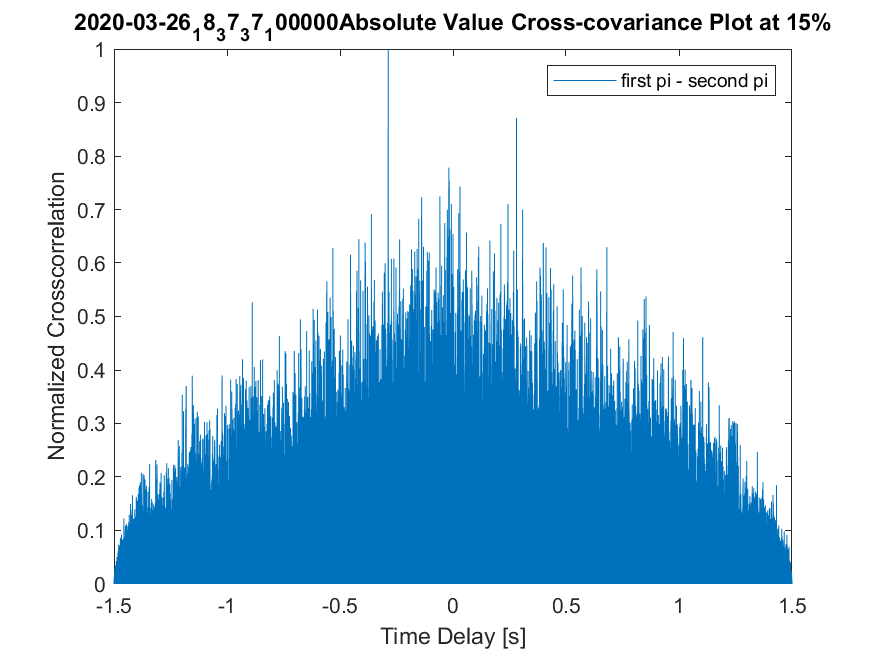 2020-03-26₁8₃7₃7₁00000Absolute Value Cross-covariance Plot at 15%
first pi - second pi
Normalized Crosscorrelation
1
0.9
0.8
0.7
0.6
0.5
0.4
0.3
0.2
0.1
0
-1.5 -1 -0.5 0 0.5 1 1.5
Time Delay [s]